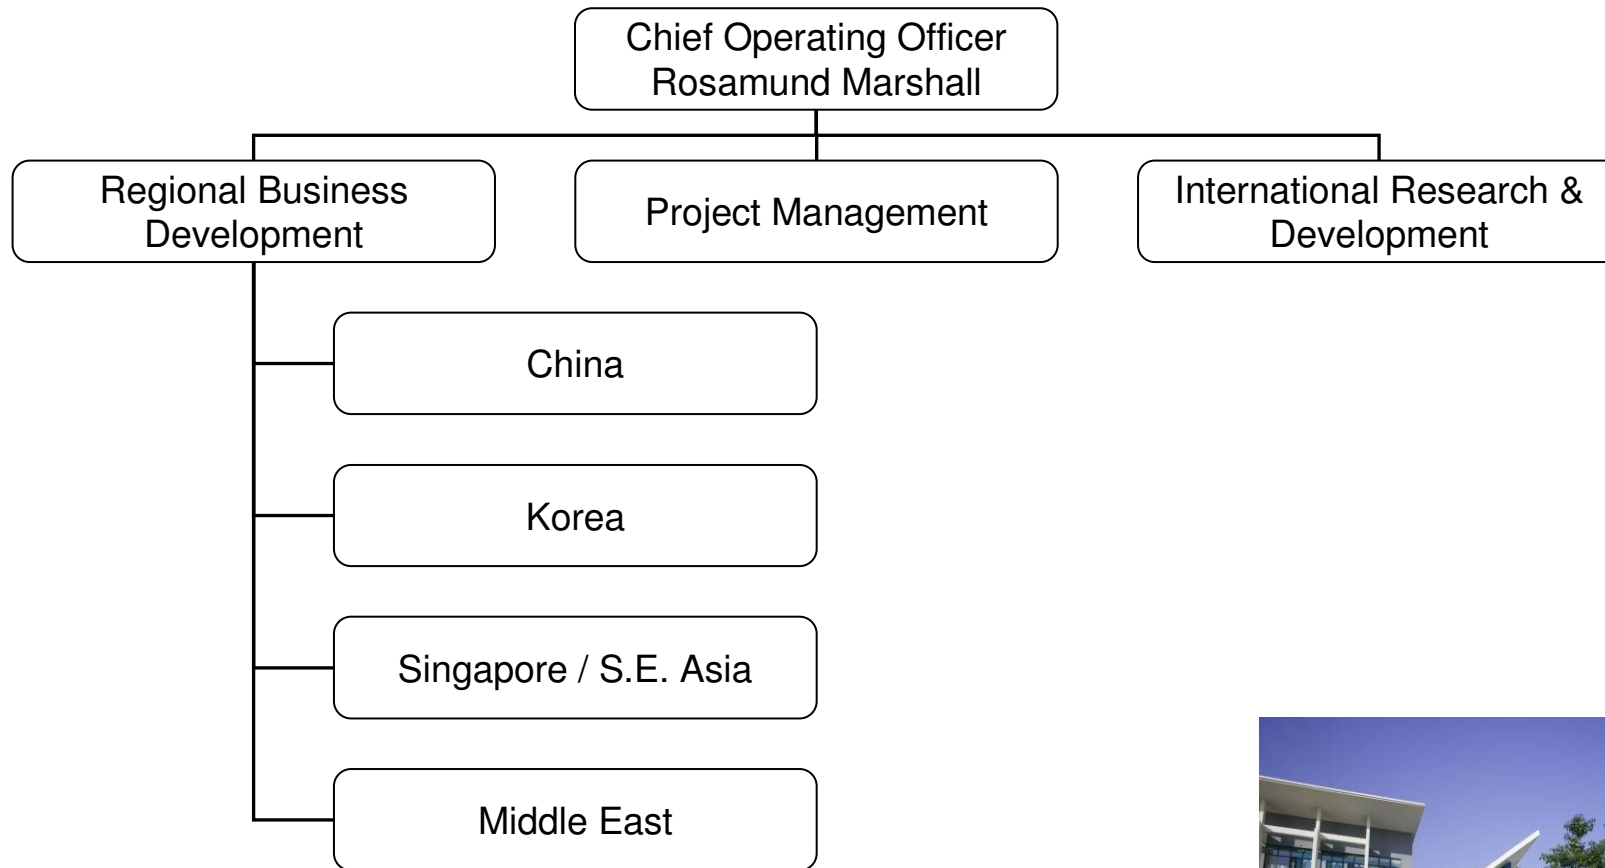 Chief Operating Officer
Rosamund Marshall
Regional Business
Development
Project Management
International Research &
Development
China
Korea
Singapore / S.E. Asia
Middle East